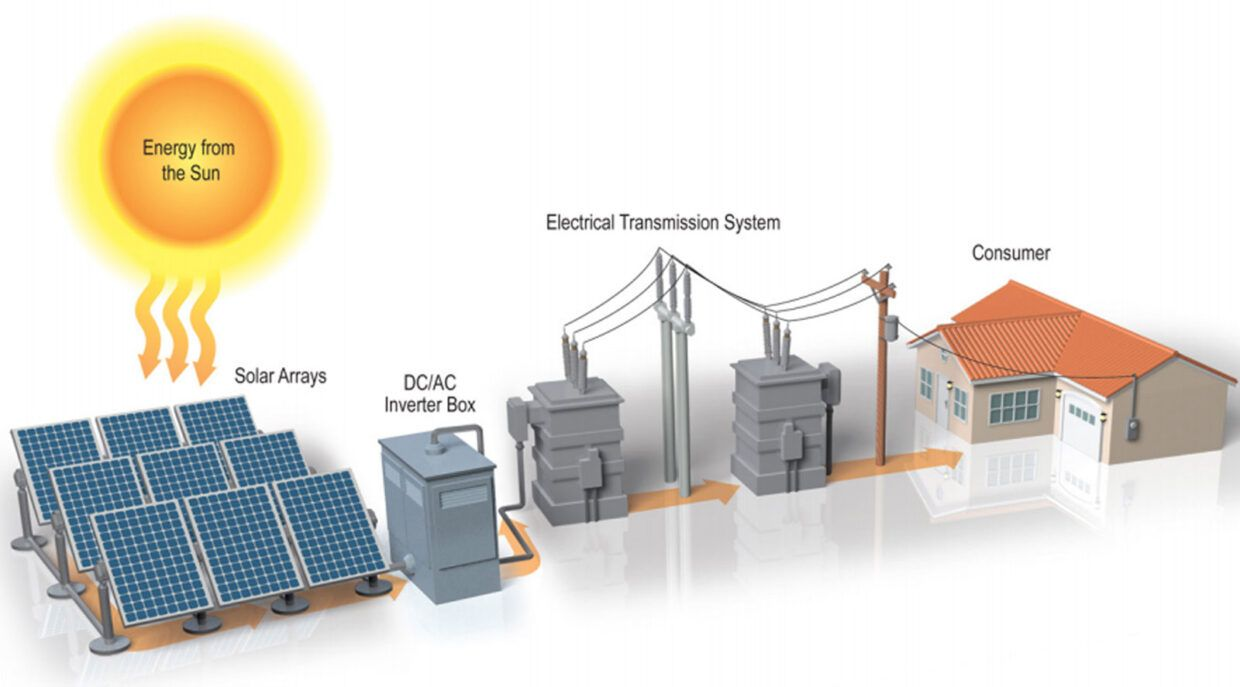 Energy from
the Sun
Electrical Transmission System
Consumer
Solar Arrays
DC/AC
Inverter Box